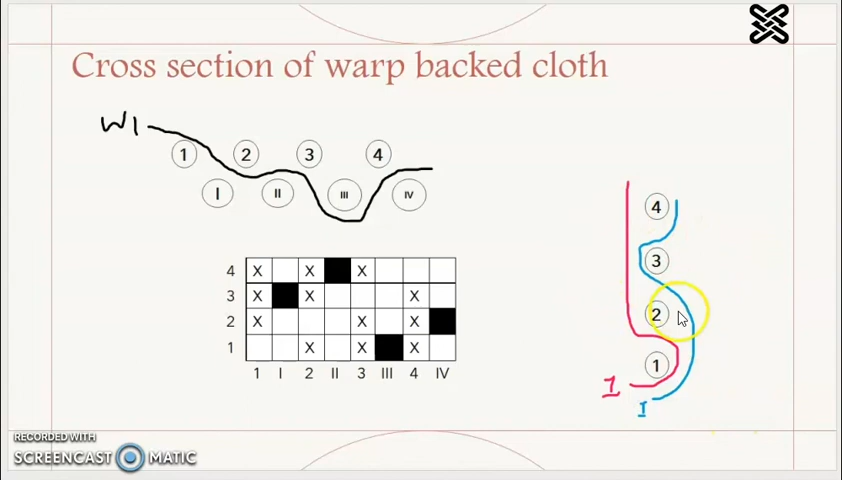 Cross section of warp backed cloth
W1
1 2 3 4
I II III IV
4 X X X
3 X X X
2 X X X
1 X X X
1 I 2 II 3 III 4 IV
4
3
2
1
1
I
RECORDED WITH
SCREENCAST MATIC